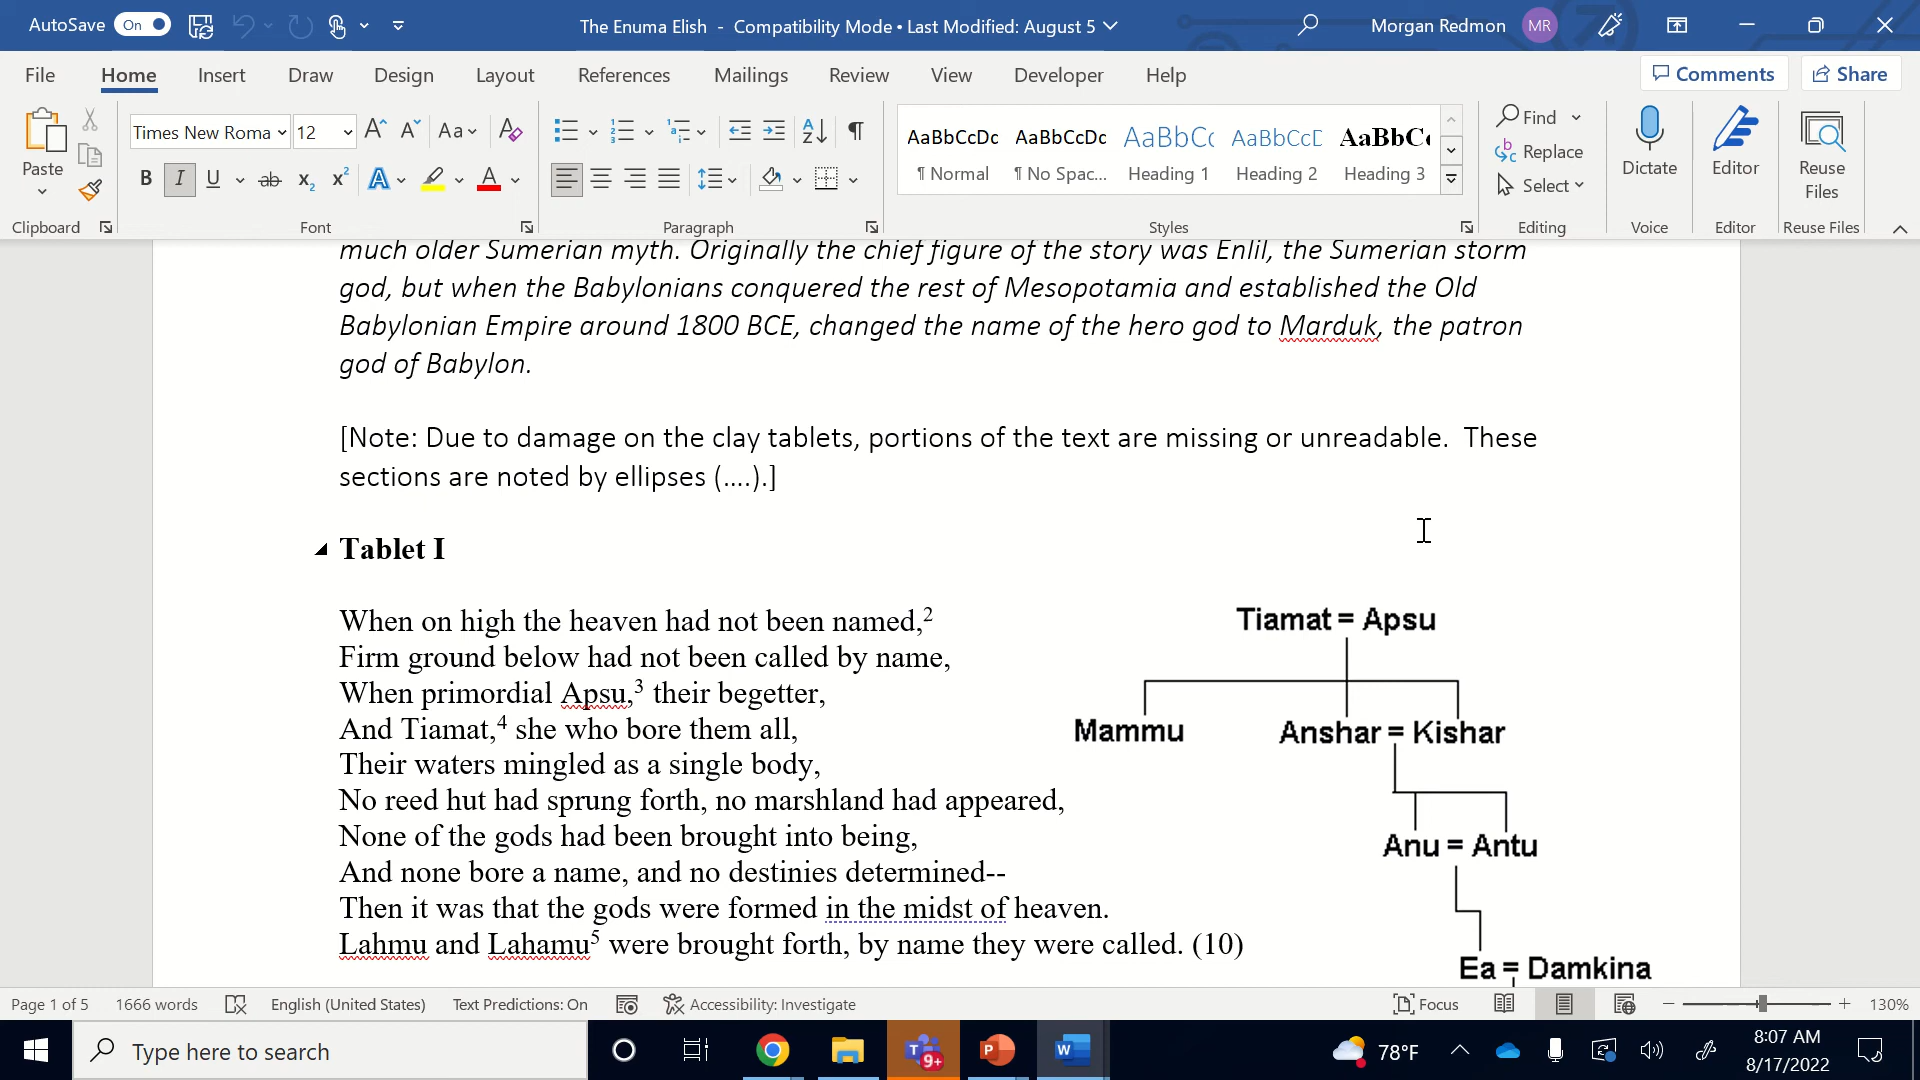 AutoSave On The Enuma Elish - Compatibility Mode • Last Modified: August 5 Morgan Redmon MR
File Home Insert Draw Design Layout References Mailings Review View Developer Help Comments Share
Times New Roma 12 Aa AaBbCcDc AaBbCcDc AaBbCc AaBbCcD AaBbCc Find
Paste ¶ Normal ¶ No Spac... Heading 1 Heading 2 Heading 3 Replace Dictate Editor Reuse Files
B I U ab x₂ x² A A Select
Clipboard Font Paragraph Styles Editing Voice Editor Reuse Files
much older Sumerian myth. Originally the chief figure of the story was Enlil, the Sumerian storm
god, but when the Babylonians conquered the rest of Mesopotamia and established the Old
Babylonian Empire around 1800 BCE, changed the name of the hero god to Marduk, the patron
god of Babylon.
[Note: Due to damage on the clay tablets, portions of the text are missing or unreadable.  These
sections are noted by ellipses (....).]
Tablet I
When on high the heaven had not been named,²
Firm ground below had not been called by name,
When primordial Apsu,³ their begetter,
And Tiamat,⁴ she who bore them all,
Their waters mingled as a single body,
No reed hut had sprung forth, no marshland had appeared,
None of the gods had been brought into being,
And none bore a name, and no destinies determined--
Then it was that the gods were formed in the midst of heaven.
Lahmu and Lahamu⁵ were brought forth, by name they were called. (10)
Tiamat = Apsu
Mammu Anshar = Kishar
Anu = Antu
Ea = Damkina
Page 1 of 5 1666 words English (United States) Text Predictions: On Accessibility: Investigate Focus 130%
Type here to search 9+ 78°F 8:07 AM
8/17/2022